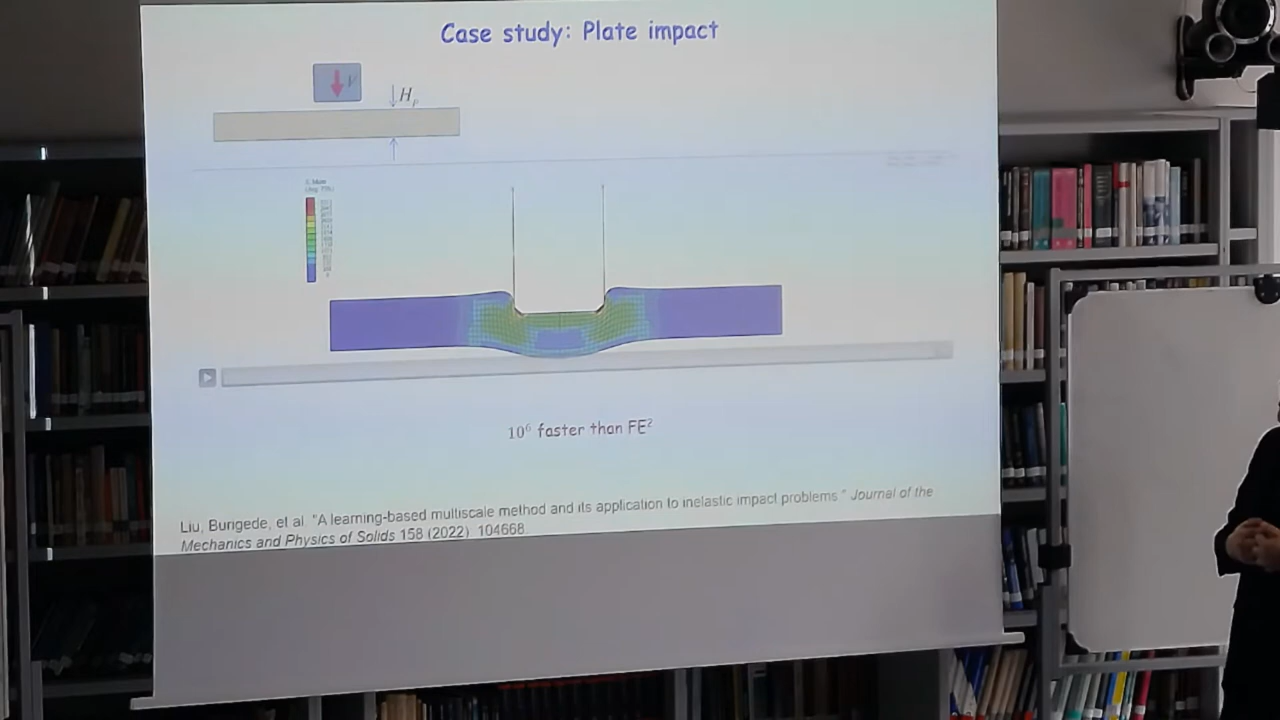 Case study: Plate impact
V
Hp
S, Mises
(Avg: 75%)
10⁶ faster than FE²
Liu, Burigede, et al. "A learning-based multiscale method and its application to inelastic impact problems." Journal of the
Mechanics and Physics of Solids 158 (2022) 104668.